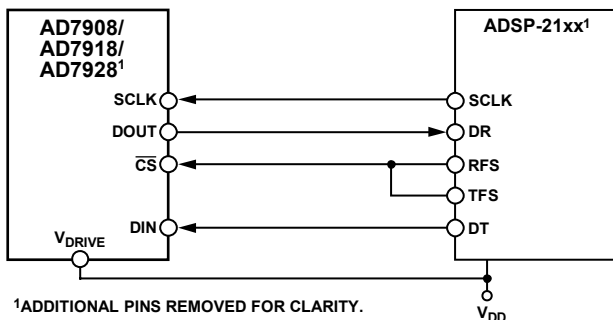 AD7908/
AD7918/
AD7928¹
SCLK
DOUT
CS
DIN
VDRIVE
ADSP-21xx¹
SCLK
DR
RFS
TFS
DT
VDD
¹ADDITIONAL PINS REMOVED FOR CLARITY.